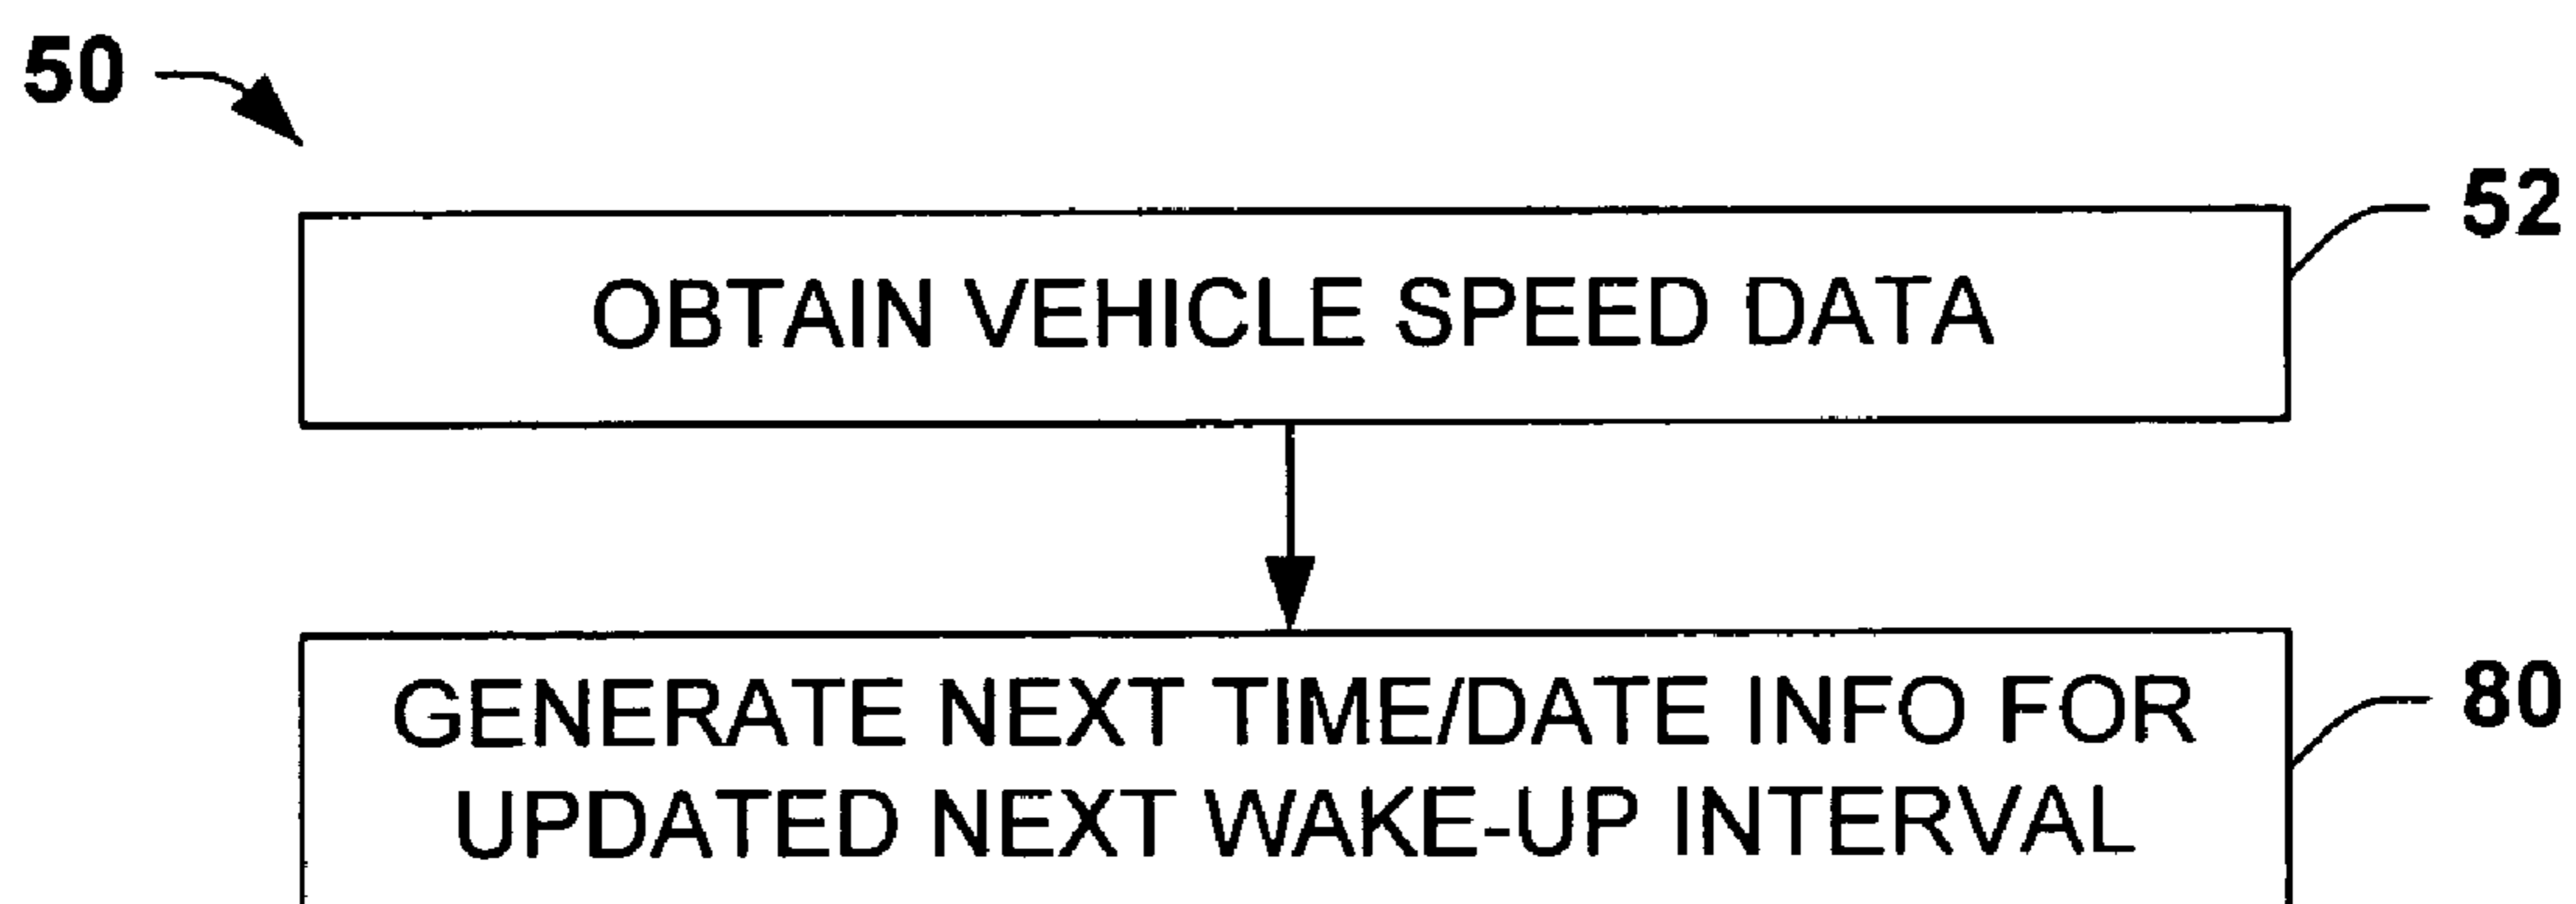 50
52
OBTAIN VEHICLE SPEED DATA
80
GENERATE NEXT TIME/DATE INFO FOR
UPDATED NEXT WAKE-UP INTERVAL